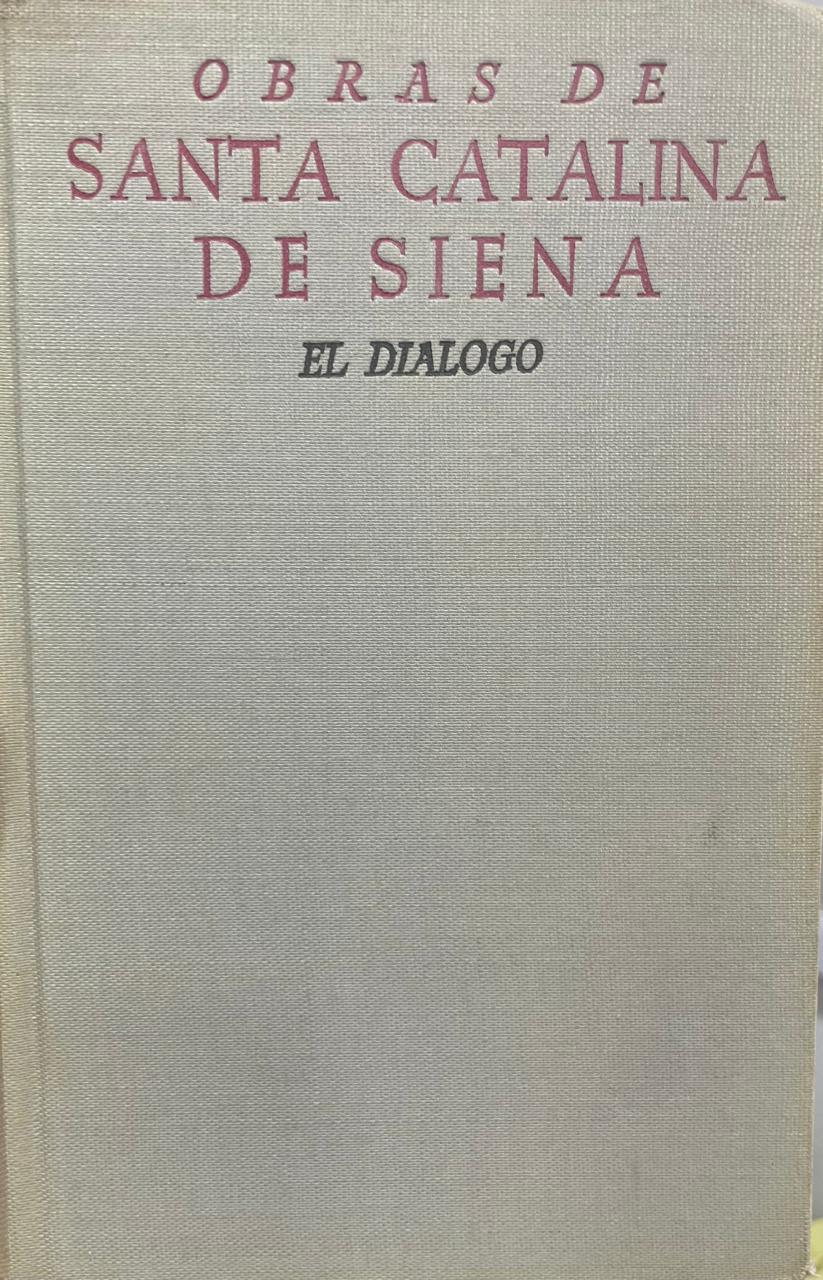 OBRAS DE
SANTA CATALINA
DE SIENA
EL DIALOGO